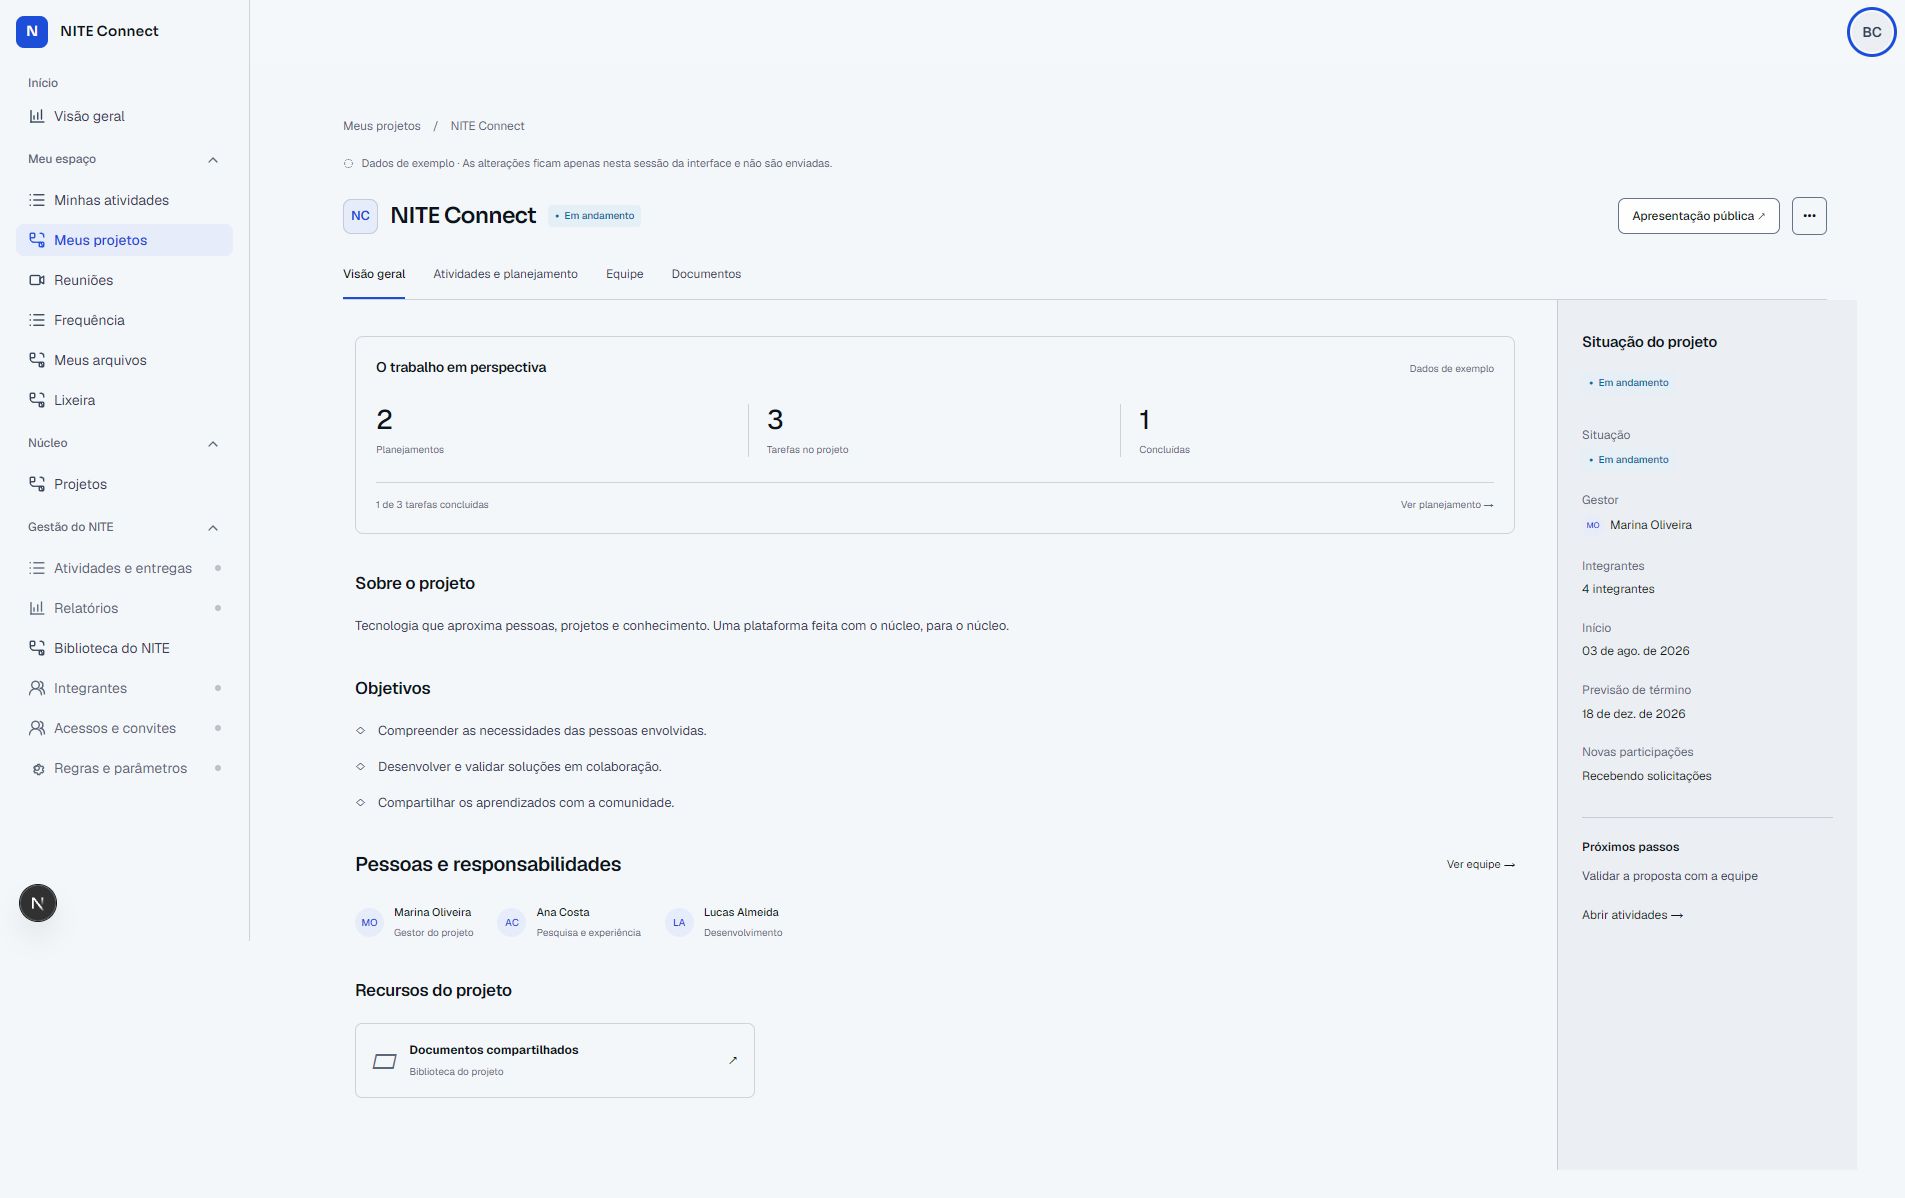 N NITE Connect
BC
Início
Visão geral
Meu espaço
Minhas atividades
Meus projetos
Reuniões
Frequência
Meus arquivos
Lixeira
Núcleo
Projetos
Gestão do NITE
Atividades e entregas
Relatórios
Biblioteca do NITE
Integrantes
Acessos e convites
Regras e parâmetros
N
Meus projetos / NITE Connect
Dados de exemplo · As alterações ficam apenas nesta sessão da interface e não são enviadas.
NC NITE Connect • Em andamento
Apresentação pública ↗ •••
Visão geral Atividades e planejamento Equipe Documentos
O trabalho em perspectiva Dados de exemplo
2 3 1
Planejamentos Tarefas no projeto Concluídas
1 de 3 tarefas concluídas Ver planejamento →
Sobre o projeto
Tecnologia que aproxima pessoas, projetos e conhecimento. Uma plataforma feita com o núcleo, para o núcleo.
Objetivos
◇ Compreender as necessidades das pessoas envolvidas.
◇ Desenvolver e validar soluções em colaboração.
◇ Compartilhar os aprendizados com a comunidade.
Pessoas e responsabilidades Ver equipe →
MO Marina Oliveira
Gestor do projeto
AC Ana Costa
Pesquisa e experiência
LA Lucas Almeida
Desenvolvimento
Recursos do projeto
Documentos compartilhados ↗
Biblioteca do projeto
Situação do projeto
• Em andamento
Situação
• Em andamento
Gestor
MO Marina Oliveira
Integrantes
4 integrantes
Início
03 de ago. de 2026
Previsão de término
18 de dez. de 2026
Novas participações
Recebendo solicitações
Próximos passos
Validar a proposta com a equipe
Abrir atividades →